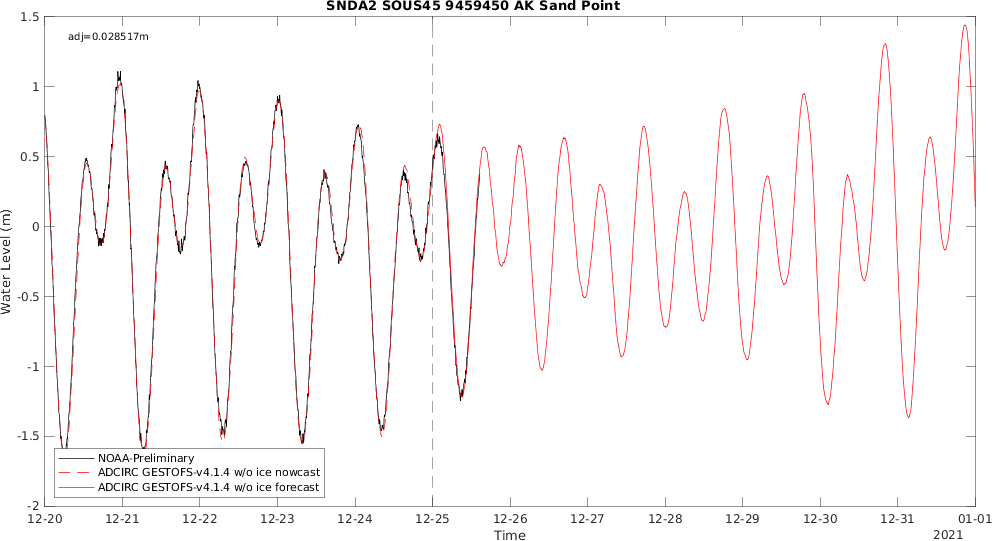 SNDA2 SOUS45 9459450 AK Sand Point
adj=0.028517m
1.5
1
0.5
0
-0.5
-1
-1.5
-2
Water Level (m)
NOAA-Preliminary
ADCIRC GESTOFS-v4.1.4 w/o ice nowcast
ADCIRC GESTOFS-v4.1.4 w/o ice forecast
12-20 12-21 12-22 12-23 12-24 12-25 12-26 12-27 12-28 12-29 12-30 12-31 01-01
Time
2021